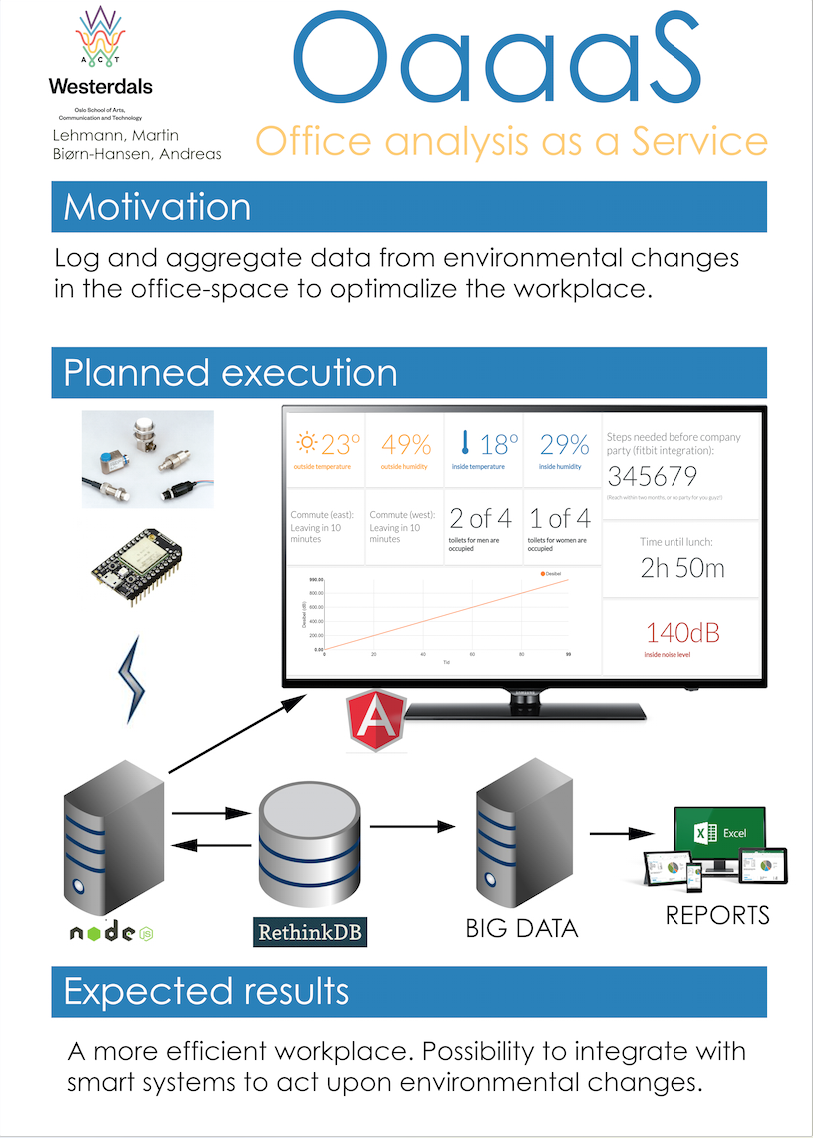 A C T
Westerdals
Oslo School of Arts,
Communication and Technology
Lehmann, Martin
Biørn-Hansen, Andreas
OaaaS
Office analysis as a Service
Motivation
Log and aggregate data from environmental changes
in the office-space to optimalize the workplace.
Planned execution
23°
outside temperature
49%
outside humidity
18°
inside temperature
29%
inside humidity
Steps needed before company
party (fitbit integration):
345679
(Reach within two months, or no party for you guys!)
Commute (east):
Leaving in 10
minutes
Commute (west):
Leaving in 10
minutes
2 of 4
toilets for men are
occupied
1 of 4
toilets for women are
occupied
Time until lunch:
2h 50m
140dB
inside noise level
Desibel
Desibel (dB)
990.00
800.00
600.00
400.00
200.00
0.00
0 20 40 60 80 99
Tid
A
node
JS
RethinkDB
BIG DATA
X Excel
REPORTS
Expected results
A more efficient workplace. Possibility to integrate with
smart systems to act upon environmental changes.